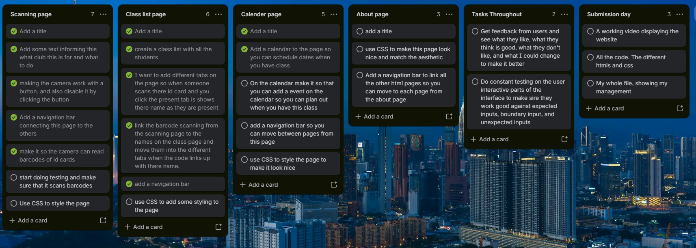 Scanning page 7 ...
Add a title
Add some text informing this
what club this is for and what
to do
making the camera work with a
button, and also disable it by
clicking the button
Add a navigation bar
connecting this page to the
others
make it so the camera can read
barcodes of id cards
start doing testing and make
sure that it scans barcodes
Use CSS to style the page
+ Add a card
Class list page 6 ...
Add a title
create a class list with all the
students
I want to add different tabs on
the page so when someone
scans there id card and you
click the present tab is shows
there name as they are present
link the barcode scanning from
the scanning page to the
names on the class page and
move them into the different
tabs when the code links up
with there name.
add a navigation bar
use CSS to add some styling to
the page
+ Add a card
Calender page 5 ...
Add a title
Add a calendar to the page so
you can schedule dates when
you have class
On the calendar make it so that
you can add a event on the
calendar so you can plan out
when you have this class
add a navigation bar so you
can move between pages from
this page
use CSS to style the page to
make it look nice
+ Add a card
About page 3 ...
add a title
use CSS to make this page look
nice and match the aesthetic
Add a navigation bar to link all
the other html pages so you
can move to each page from
the about page
+ Add a card
Tasks Throughout 2 ...
Get feedback from users and
see what they like, what they
think is good, what they don't
like, and what I could change
to make it better
Do constant testing on the user
interactive parts of the
interface to make sire they
work good against expected
inputs, boundary input, and
unexpected inputs
+ Add a card
Submission day 3 ...
A working video displaying the
website
All the code. The different
htmls and css
My whole file, showing my
management
+ Add a card